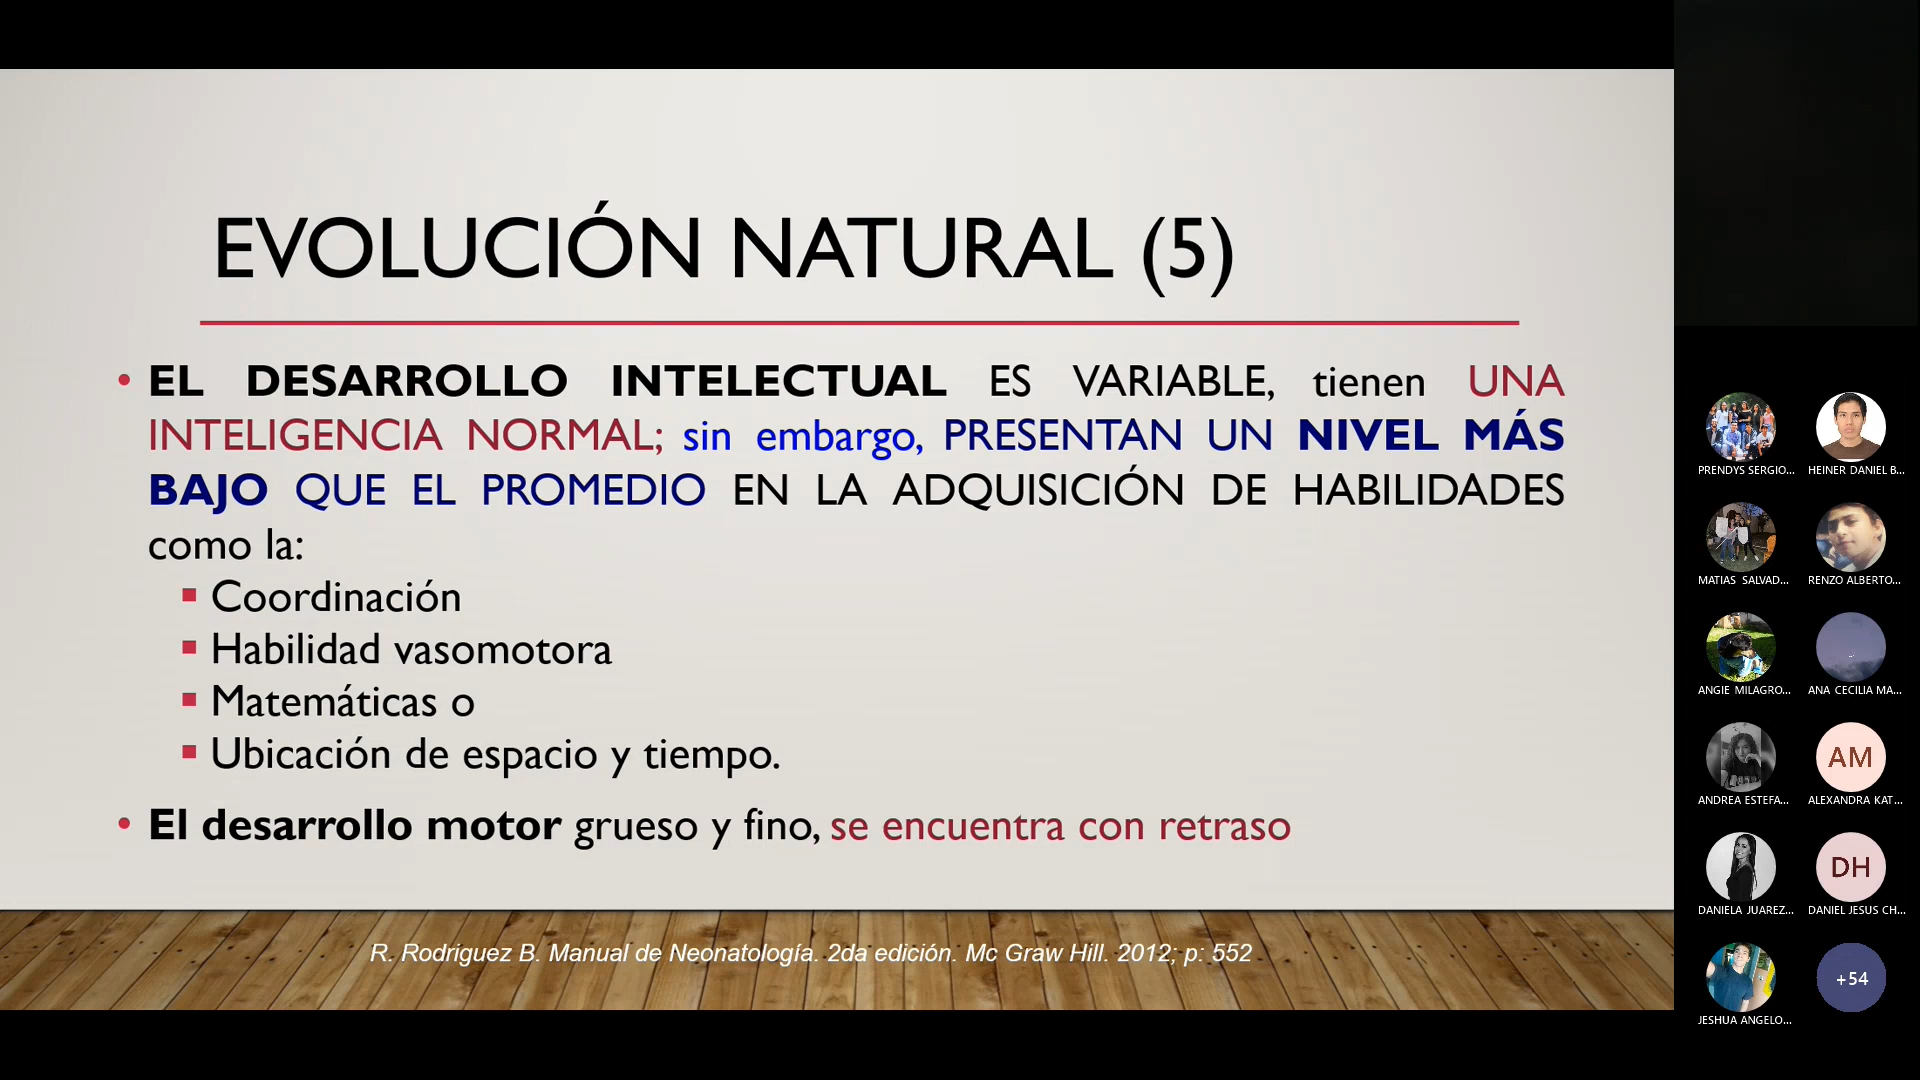 EVOLUCIÓN NATURAL (5)
• EL DESARROLLO INTELECTUAL ES VARIABLE, tienen UNA
INTELIGENCIA NORMAL; sin embargo, PRESENTAN UN NIVEL MÁS
BAJO QUE EL PROMEDIO EN LA ADQUISICIÓN DE HABILIDADES
como la:
▪ Coordinación
▪ Habilidad vasomotora
▪ Matemáticas o
▪ Ubicación de espacio y tiempo.
• El desarrollo motor grueso y fino, se encuentra con retraso
R. Rodríguez B. Manual de Neonatología. 2da edición. Mc Graw Hill. 2012; p: 552
PRENDYS SERGIO...
HEINER DANIEL B...
MATIAS SALVAD...
RENZO ALBERTO...
ANGIE MILAGRO...
ANA CECILIA MA...
ANDREA ESTEFA...
AM
ALEXANDRA KAT...
DANIELA JUAREZ...
DH
DANIEL JESUS CH...
JESHUA ANGELO...
+54